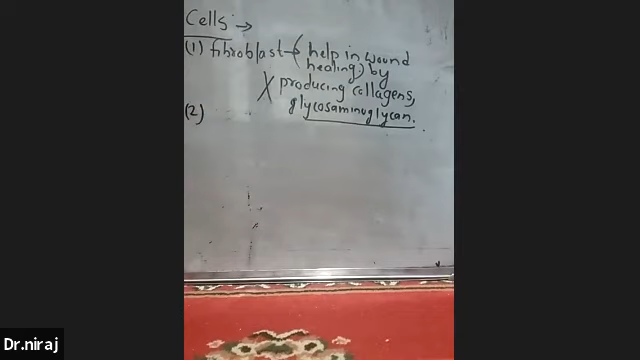 Cells →
(1) fibroblast → (help in wound
healing) by
X producing collagens,
glycosaminoglycan.
(2)
Dr.niraj